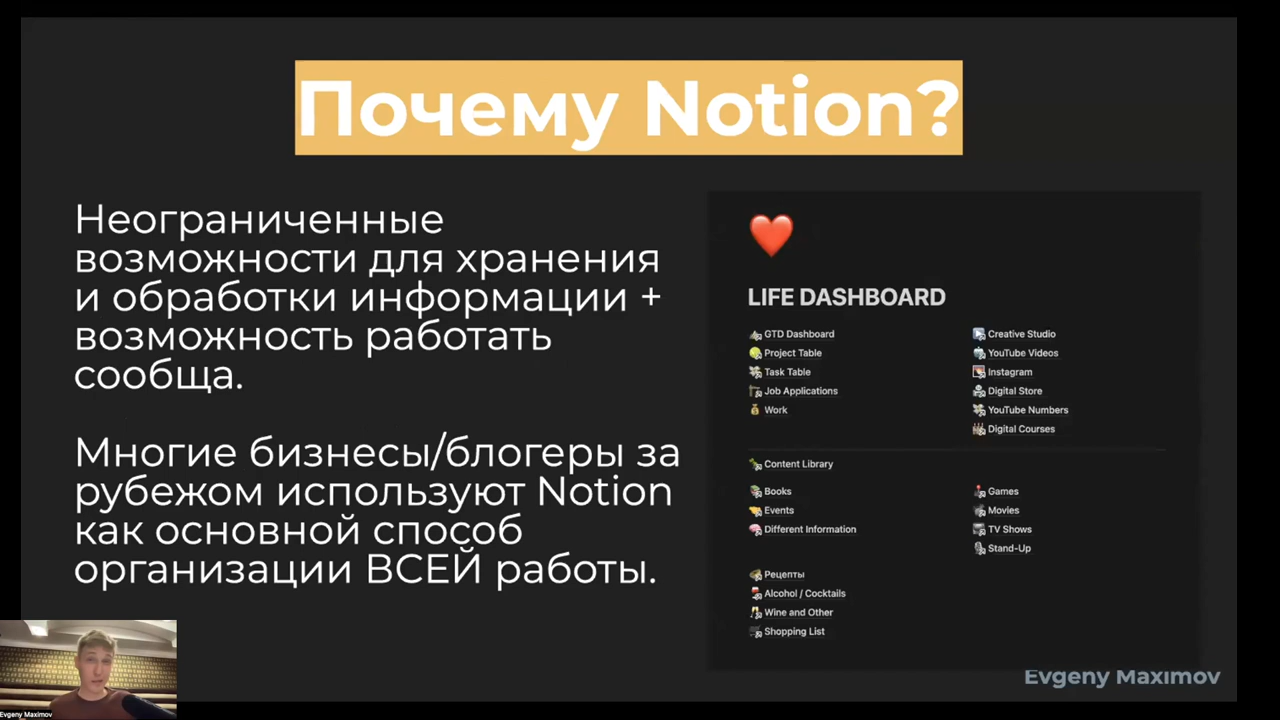 Почему Notion?
Неограниченные
возможности для хранения
и обработки информации +
возможность работать
сообща.
Многие бизнесы/блогеры за
рубежом используют Notion
как основной способ
организации ВСЕЙ работы.
LIFE DASHBOARD
GTD Dashboard
Project Table
Task Table
Job Applications
Work
Creative Studio
YouTube Videos
Instagram
Digital Store
YouTube Numbers
Digital Courses
Content Library
Books
Events
Different Information
Games
Movies
TV Shows
Stand-Up
Рецепты
Alcohol / Cocktails
Wine and Other
Shopping List
Evgeny Maximov
Evgeny Maximov